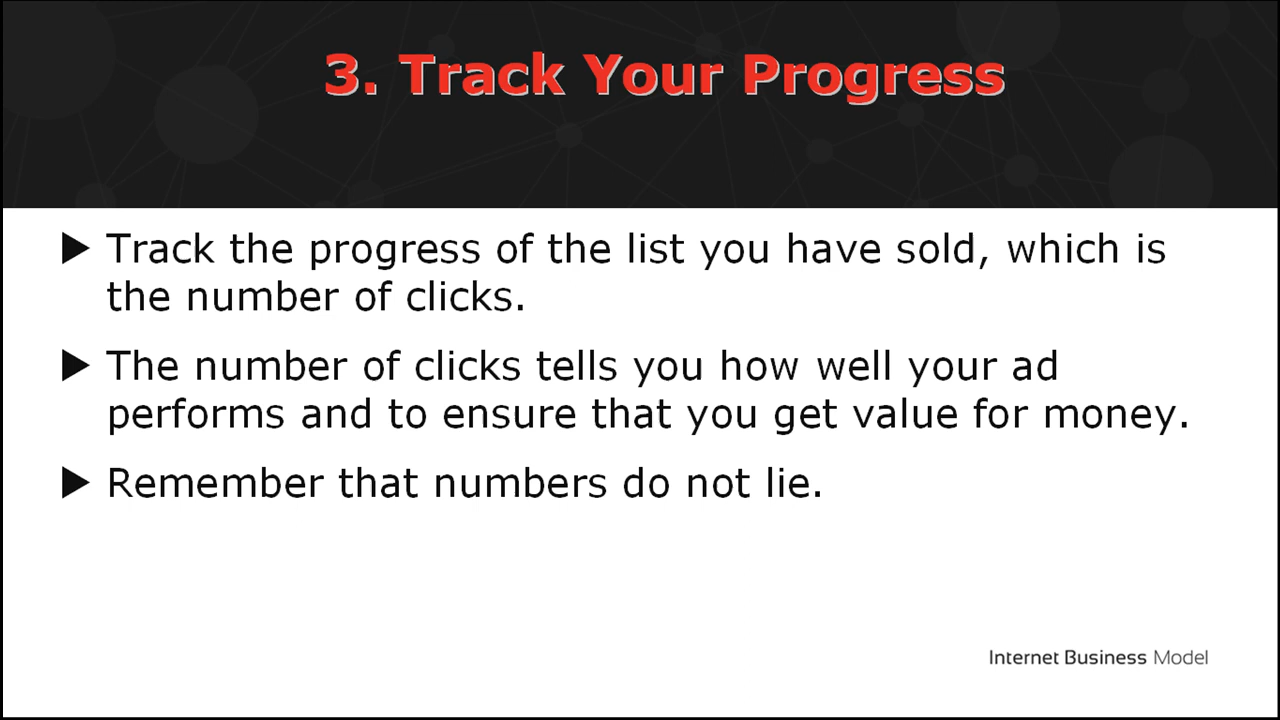 3. Track Your Progress
▶ Track the progress of the list you have sold, which is
the number of clicks.
▶ The number of clicks tells you how well your ad
performs and to ensure that you get value for money.
▶ Remember that numbers do not lie.
Internet Business Model